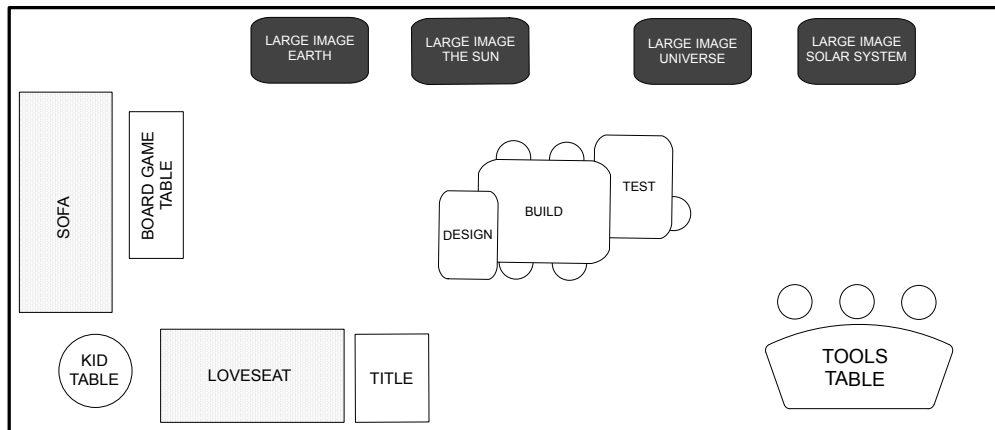 LARGE IMAGE
EARTH
LARGE IMAGE
THE SUN
LARGE IMAGE
UNIVERSE
LARGE IMAGE
SOLAR SYSTEM
SOFA
BOARD GAME
TABLE
DESIGN
BUILD
TEST
KID
TABLE
LOVESEAT
TITLE
TOOLS
TABLE